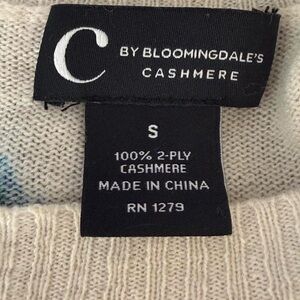 C
BY BLOOMINGDALE'S
CASHMERE
S
100% 2-PLY
CASHMERE
MADE IN CHINA
RN 1279